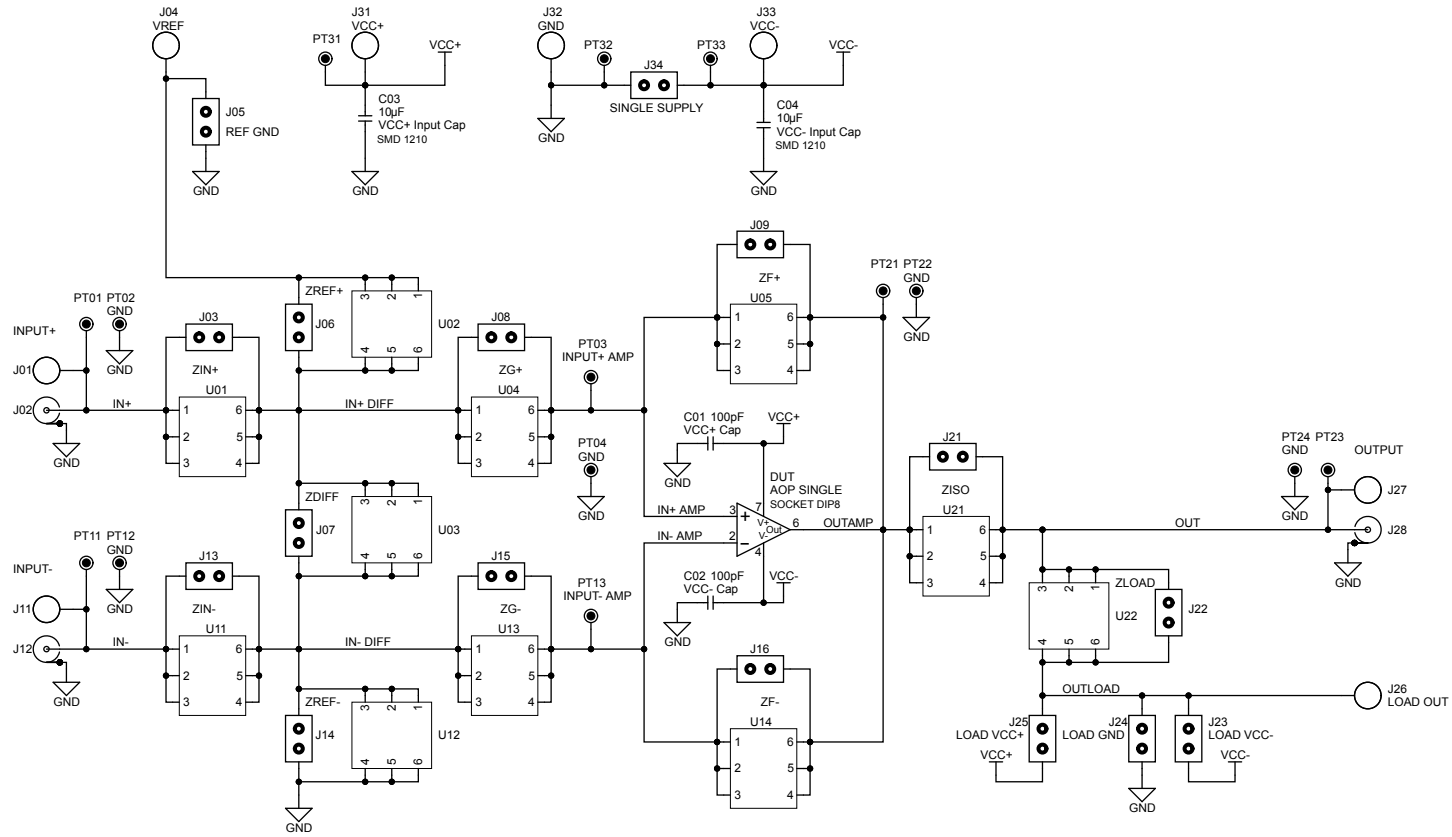 J04
VREF
J05
REF GND
GND
J31
VCC+
PT31
VCC+
C03
10µF
VCC+ Input Cap
SMD 1210
GND
J32
GND
PT32
J34
SINGLE SUPPLY
GND
PT33
J33
VCC-
VCC-
C04
10µF
VCC- Input Cap
SMD 1210
GND
INPUT+
PT01
PT02
GND
GND
J01
J02
GND
IN+
J03
ZIN+
U01
1
2
3
6
5
4
ZREF+
J06
3
2
1
4
5
6
U02
IN+ DIFF
J08
ZG+
U04
1
2
3
6
5
4
PT03
INPUT+ AMP
PT04
GND
GND
J09
ZF+
U05
1
2
3
6
5
4
PT21
PT22
GND
GND
ZDIFF
J07
3
2
1
4
5
6
U03
C01 100pF
VCC+ Cap
VCC+
GND
DUT
AOP SINGLE
SOCKET DIP8
IN+ AMP
3
+
7
V+
Out
6
OUTAMP
IN- AMP
2
−
V-
4
C02 100pF
VCC- Cap
VCC-
GND
J21
ZISO
U21
1
2
3
6
5
4
OUT
PT24
GND
GND
PT23
OUTPUT
J27
J28
GND
INPUT-
PT11
PT12
GND
GND
J11
J12
GND
IN-
J13
ZIN-
U11
1
2
3
6
5
4
IN- DIFF
J15
ZG-
U13
1
2
3
6
5
4
PT13
INPUT- AMP
ZREF-
J14
3
2
1
4
5
6
U12
GND
J16
ZF-
U14
1
2
3
6
5
4
ZLOAD
3
2
1
4
5
6
U22
J22
OUTLOAD
J26
LOAD OUT
J25
LOAD VCC+
VCC+
J24
LOAD GND
GND
J23
LOAD VCC-
VCC-